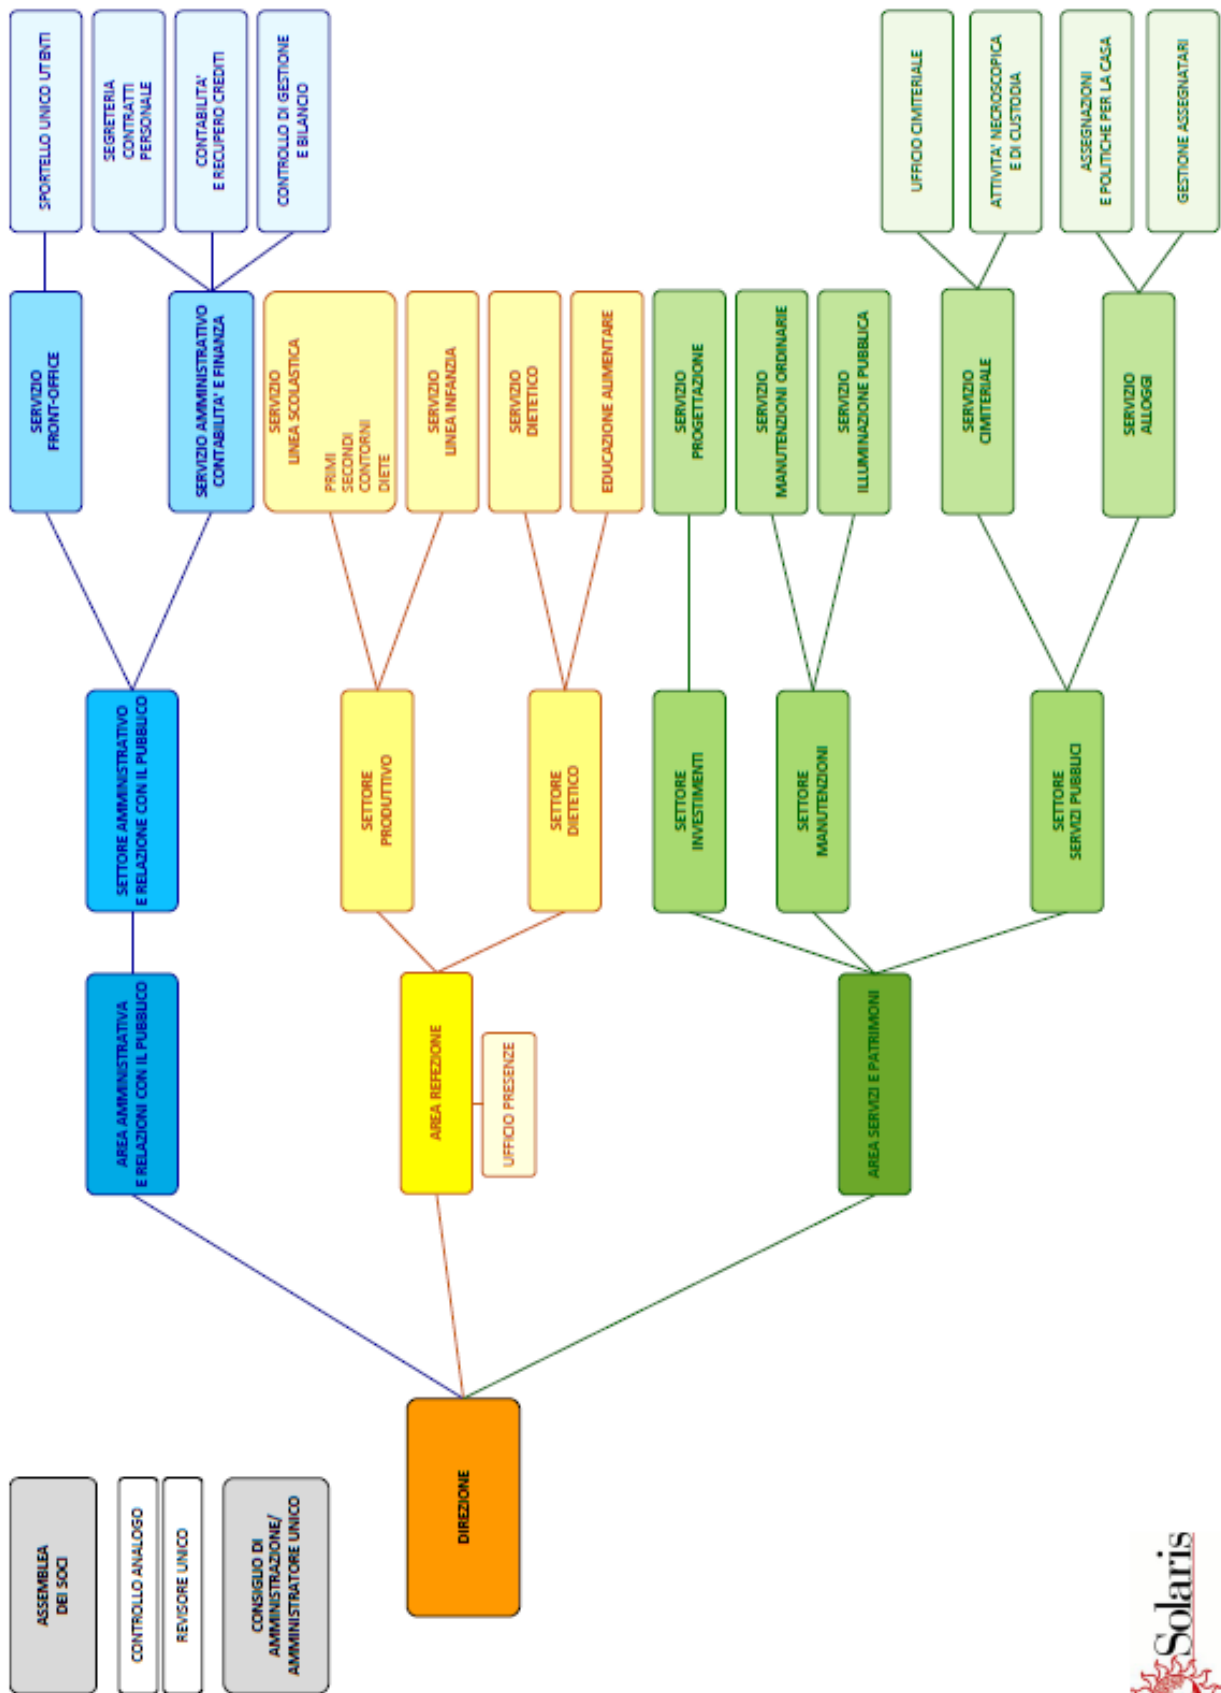 ASSEMBLEA
DEI SOCI
CONTROLLO ANALOGO
REVISORE UNICO
CONSIGLIO DI
AMMINISTRAZIONE/
AMMINISTRATORE UNICO
DIREZIONE
AREA AMMINISTRATIVA
E RELAZIONI CON IL PUBBLICO
SETTORE AMMINISTRATIVO
E RELAZIONE CON IL PUBBLICO
SERVIZIO
FRONT-OFFICE
SPORTELLO UNICO UTENTI
SERVIZIO AMMINISTRATIVO
CONTABILITA' E FINANZA
SEGRETERIA
CONTRATTI
PERSONALE
CONTABILITA'
E RECUPERO CREDITI
CONTROLLO DI GESTIONE
E BILANCIO
AREA REFEZIONE
UFFICIO PRESENZE
SETTORE
PRODUTTIVO
SERVIZIO
LINEA SCOLASTICA
PRIMI
SECONDI
CONTORNI
DIETE
SERVIZIO
LINEA INFANZIA
SETTORE
DIETETICO
SERVIZIO
DIETETICO
EDUCAZIONE ALIMENTARE
AREA SERVIZI E PATRIMONI
SETTORE
INVESTIMENTI
SERVIZIO
PROGETTAZIONE
SETTORE
MANUTENZIONI
SERVIZIO
MANUTENZIONI ORDINARIE
SERVIZIO
ILLUMINAZIONE PUBBLICA
SETTORE
SERVIZI PUBBLICI
SERVIZIO
CIMITERIALE
UFFICIO CIMITERIALE
ATTIVITA' NECROSCOPICA
E DI CUSTODIA
SERVIZIO
ALLOGGI
ASSEGNAZIONI
E POLITICHE PER LA CASA
GESTIONE ASSEGNATARI
Solaris